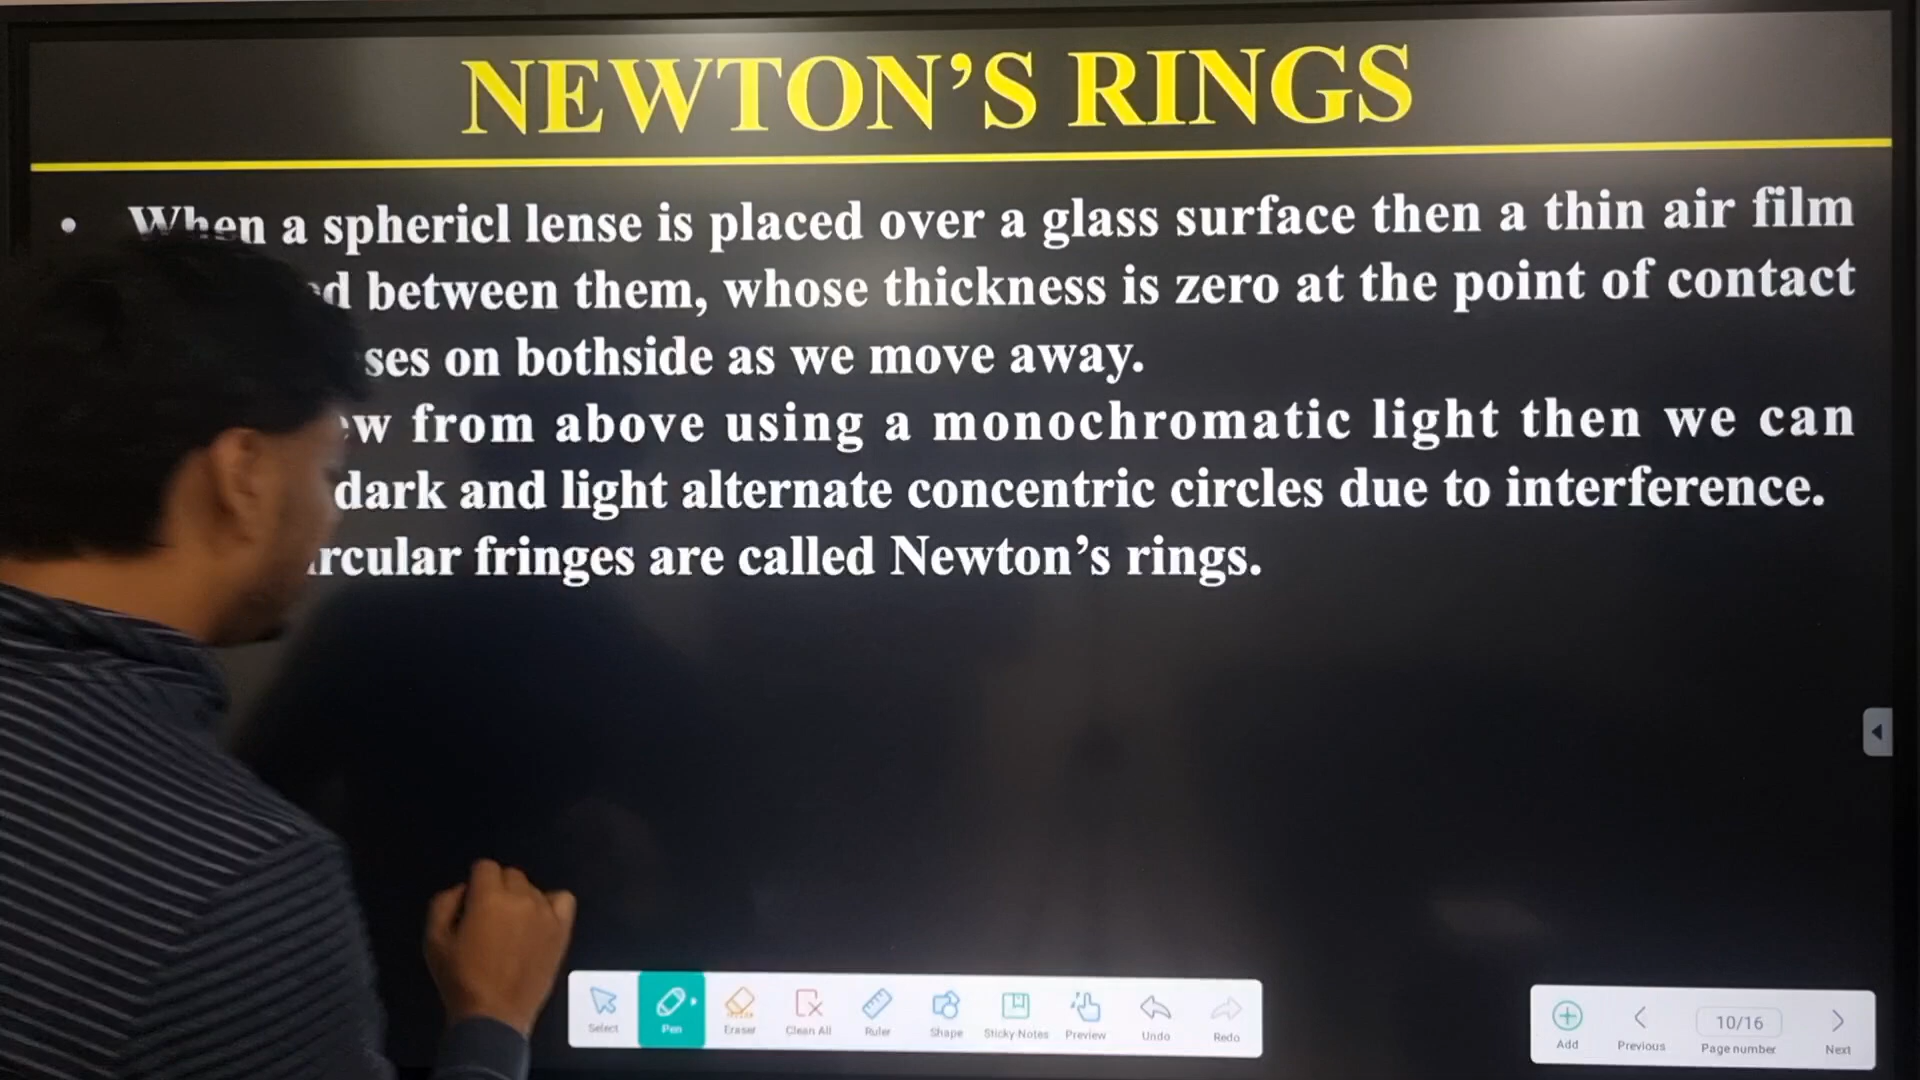 NEWTON’S RINGS
• When a sphericl lense is placed over a glass surface then a thin air film
between them, whose thickness is zero at the point of contact
on bothside as we move away.
from above using a monochromatic light then we can
dark and light alternate concentric circles due to interference.
fringes are called Newton’s rings.
Select Pen Eraser Clean All Ruler Shape Sticky Notes Preview Undo Redo
Add Previous 10/16 Page number Next